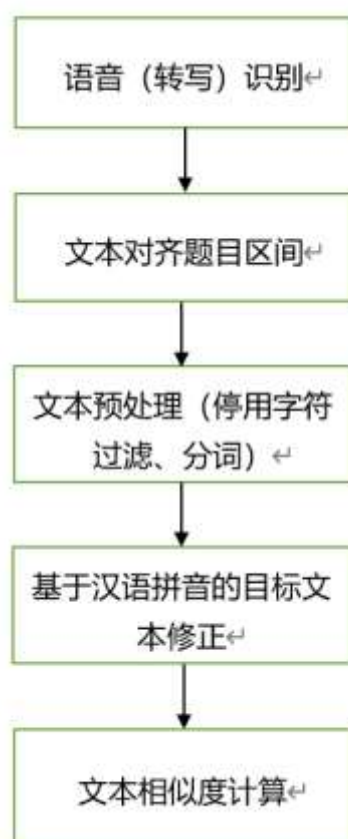 语音（转写）识别↵
文本对齐题目区间↵
文本预处理（停用字符
过滤、分词）↵
基于汉语拼音的目标文
本修正↵
文本相似度计算↵